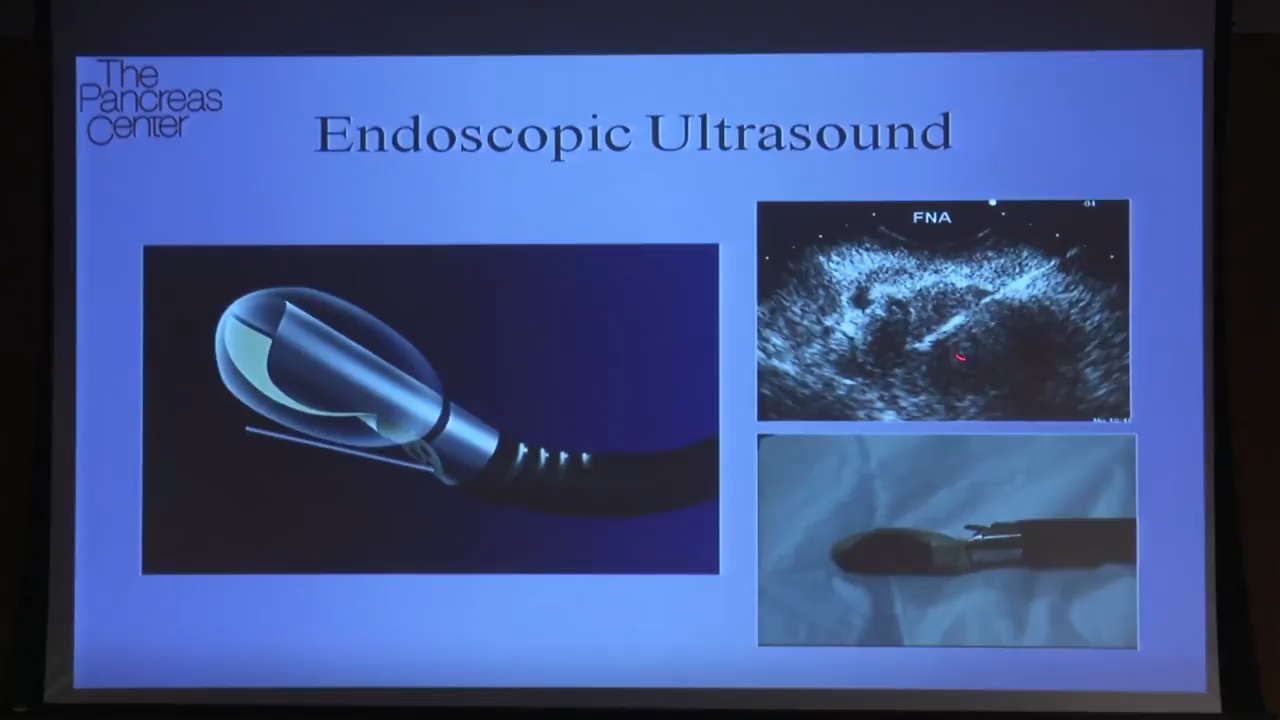 The
Pancreas
Center
Endoscopic Ultrasound
FNA